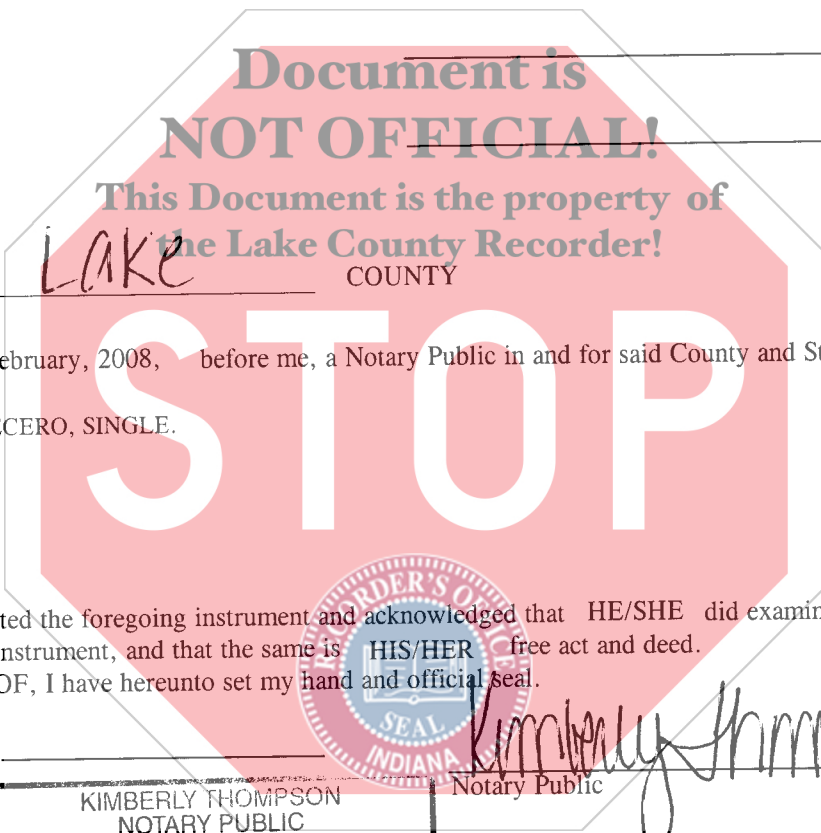 Document is
NOT OFFICIAL!
This Document is the property of
the Lake County Recorder!
Lake COUNTY
ebruary, 2008, before me, a Notary Public in and for said County and St
CERO, SINGLE.
STOP
ted the foregoing instrument and acknowledged that HE/SHE did examin
nstrument, and that the same is HIS/HER free act and deed.
OF, I have hereunto set my hand and official seal.
RECORDER'S OFFICE
SEAL
INDIANA
Kimberly Thom
Notary Public
KIMBERLY THOMPSON
NOTARY PUBLIC